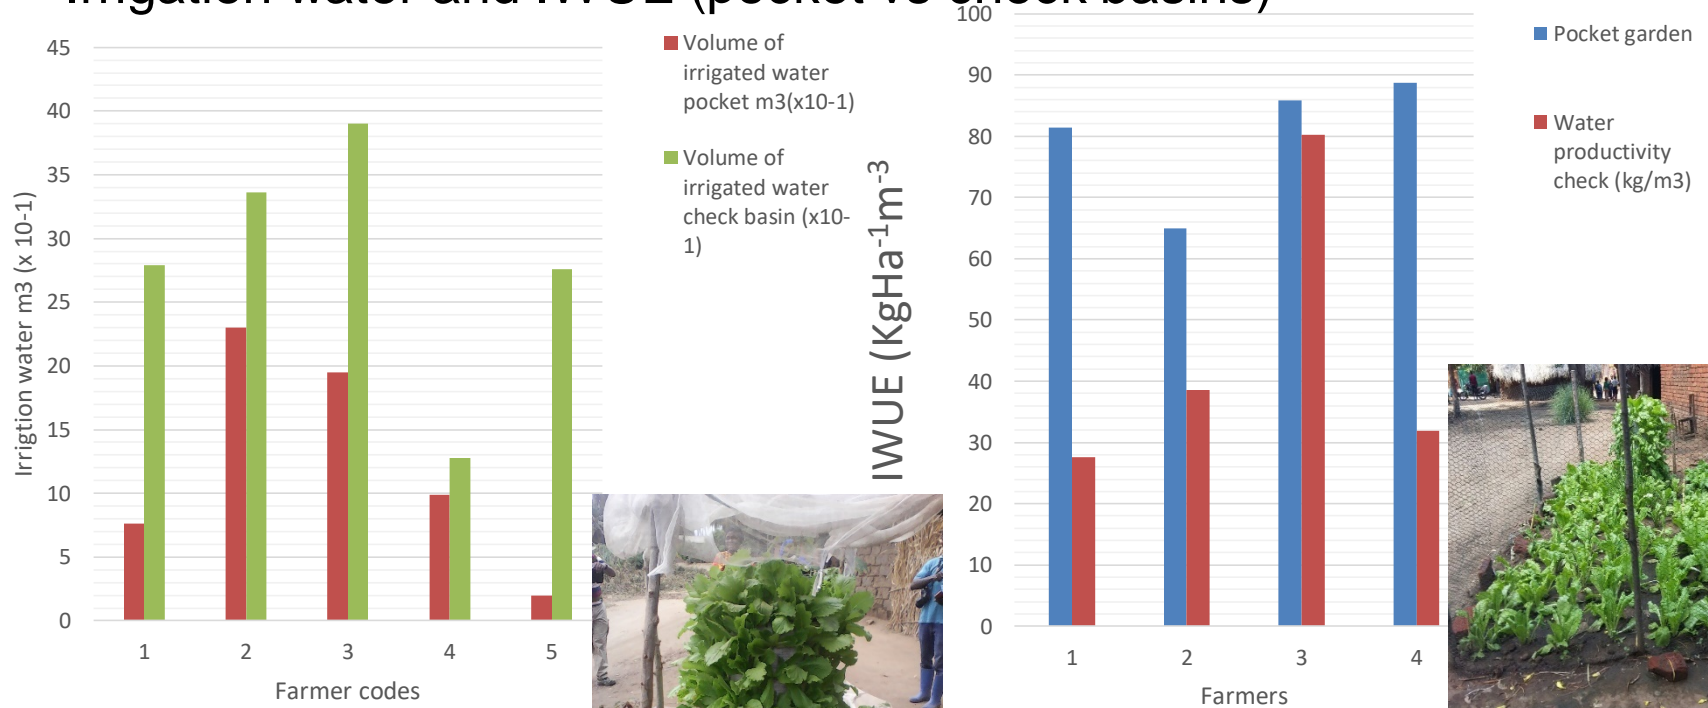 Irrigation water and IWUE (pocket vs check basins)
45
40
35
30
25
20
15
10
5
0
Irrigtion water m3 (x 10-1)
1 2 3 4 5
Farmer codes
Volume of
irrigated water
pocket m3(x10-1)
Volume of
irrigated water
check basin (x10-
1)
100
90
80
70
60
50
40
30
20
10
0
IWUE (KgHa-1m-3
1 2 3 4
Farmers
Pocket garden
Water
productivity
check (kg/m3)